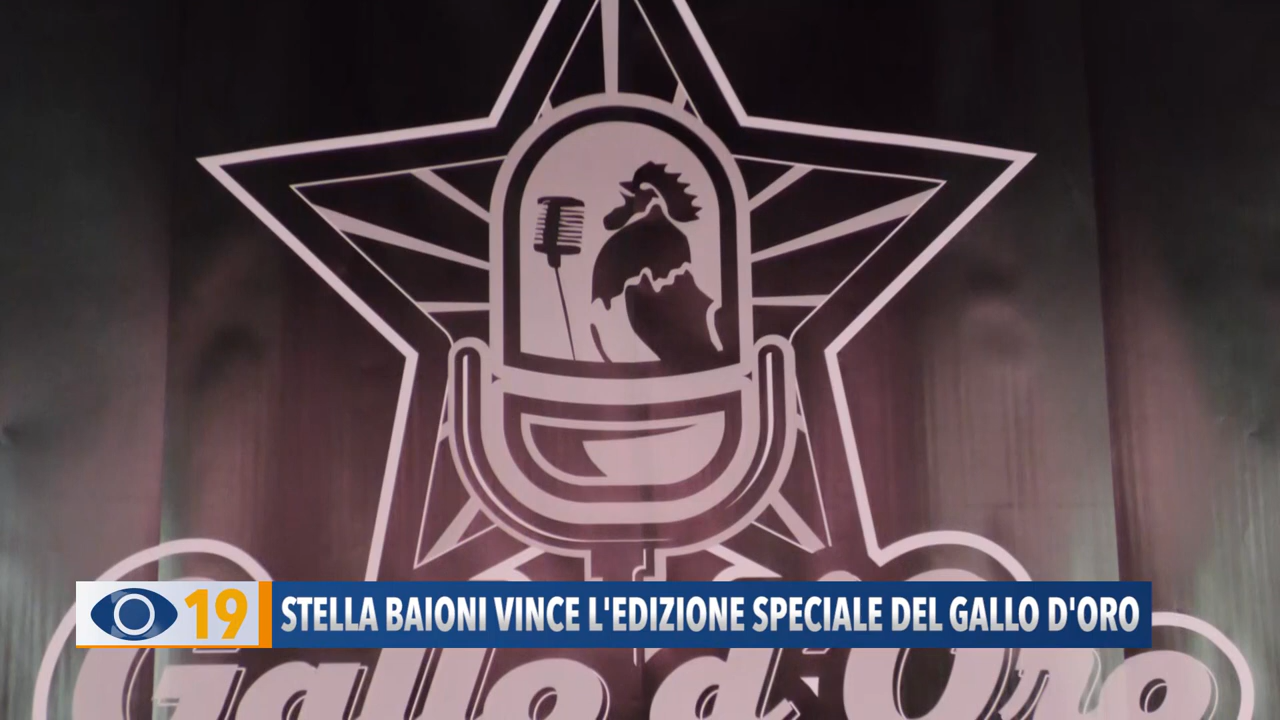 19 STELLA BAIONI VINCE L'EDIZIONE SPECIALE DEL GALLO D'ORO
Gallo d'Oro